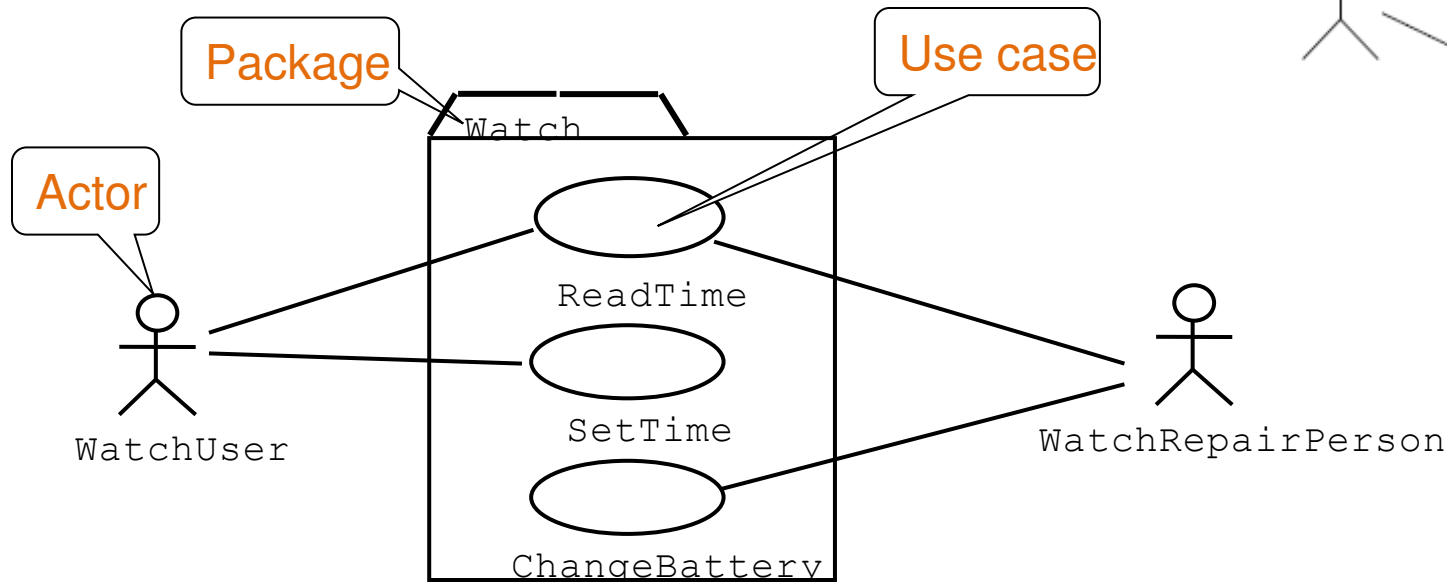 Package
Use case
Watch
Actor
ReadTime
SetTime
WatchUser
WatchRepairPerson
ChangeBattery